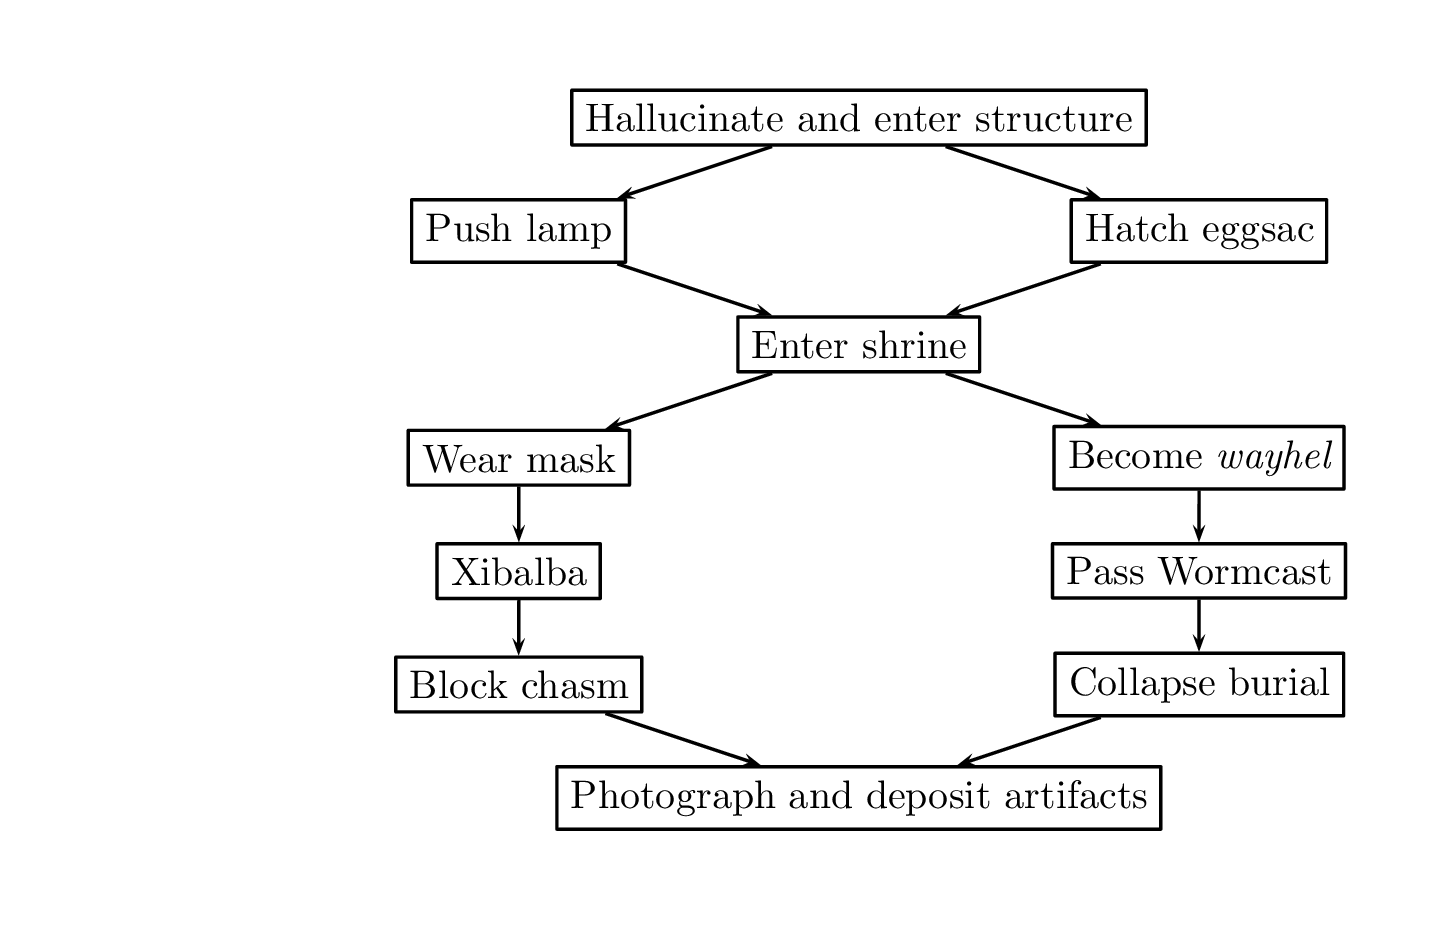 Hallucinate and enter structure
Push lamp
Hatch eggsac
Enter shrine
Wear mask
Become wayhel
Xibalba
Pass Wormcast
Block chasm
Collapse burial
Photograph and deposit artifacts